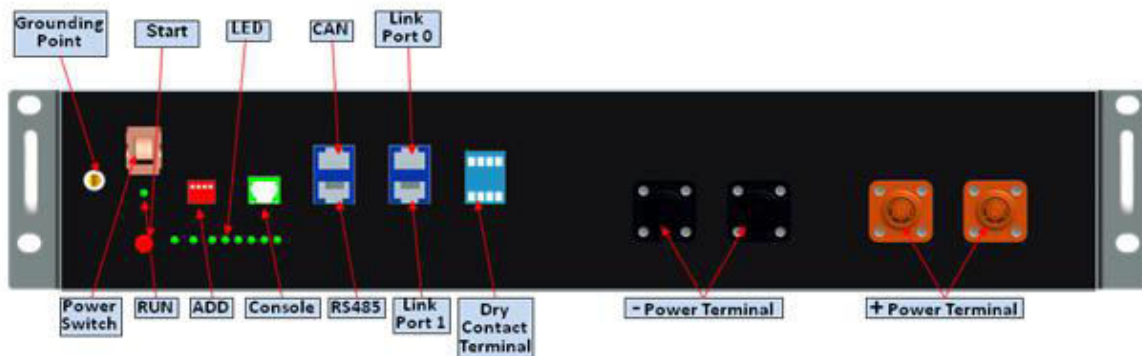 Grounding
Point
Start
LED
CAN
Link
Port 0
Power
Switch
RUN
ADD
Console
RS485
Link
Port 1
Dry
Contact
Terminal
- Power Terminal
+ Power Terminal